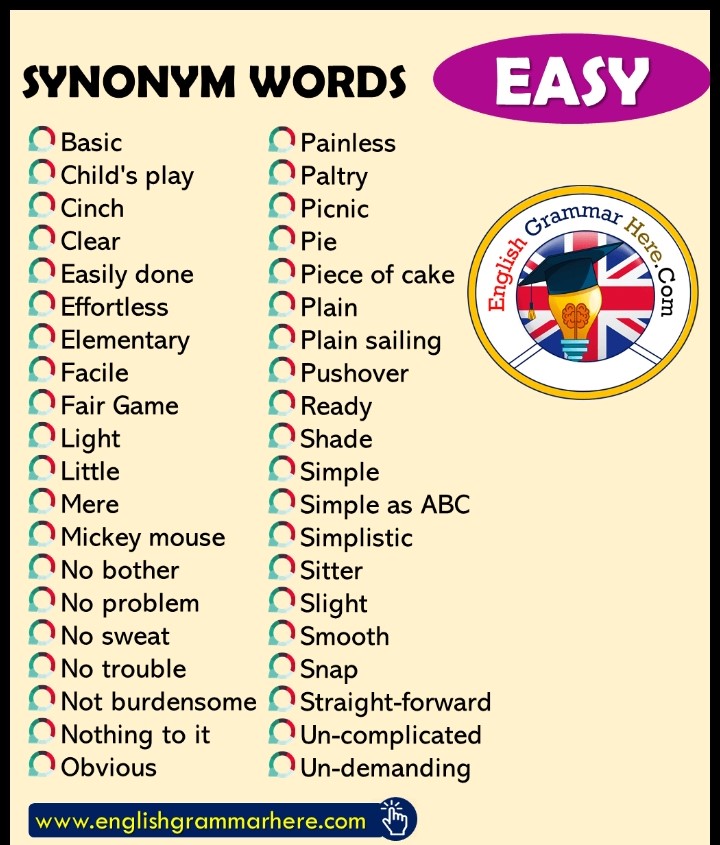 SYNONYM WORDS
EASY
Basic
Child's play
Cinch
Clear
Easily done
Effortless
Elementary
Facile
Fair Game
Light
Little
Mere
Mickey mouse
No bother
No problem
No sweat
No trouble
Not burdensome
Nothing to it
Obvious
Painless
Paltry
Picnic
Pie
Piece of cake
Plain
Plain sailing
Pushover
Ready
Shade
Simple
Simple as ABC
Simplistic
Sitter
Slight
Smooth
Snap
Straight-forward
Un-complicated
Un-demanding
English Grammar Here.Com
www.englishgrammarhere.com